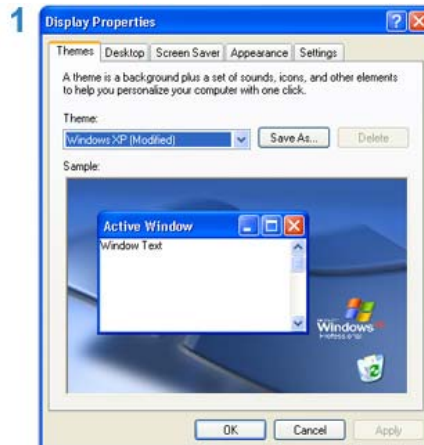 1
Display Properties
Themes Desktop Screen Saver Appearance Settings
A theme is a background plus a set of sounds, icons, and other elements
to help you personalize your computer with one click.
Theme:
Windows XP (Modified) Save As... Delete
Sample:
Active Window
Window Text
Windows
Professional
OK Cancel Apply